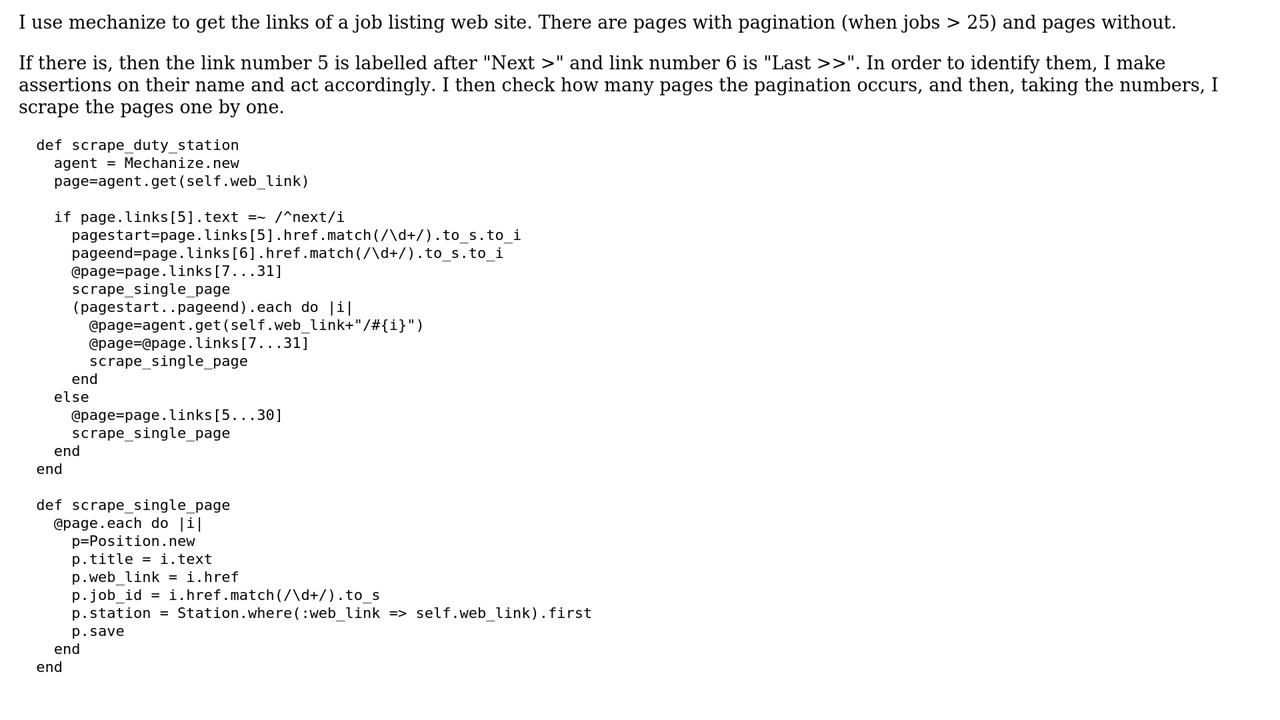 I use mechanize to get the links of a job listing web site. There are pages with pagination (when jobs > 25) and pages without.
If there is, then the link number 5 is labelled after "Next >" and link number 6 is "Last >>". In order to identify them, I make
assertions on their name and act accordingly. I then check how many pages the pagination occurs, and then, taking the numbers, I
scrape the pages one by one.
def scrape_duty_station
  agent = Mechanize.new
  page=agent.get(self.web_link)

  if page.links[5].text =~ /^next/i
    pagestart=page.links[5].href.match(/\d+/).to_s.to_i
    pageend=page.links[6].href.match(/\d+/).to_s.to_i
    @page=page.links[7...31]
    scrape_single_page
    (pagestart..pageend).each do |i|
      @page=agent.get(self.web_link+"/#{i}")
      @page=@page.links[7...31]
      scrape_single_page
    end
  else
    @page=page.links[5...30]
    scrape_single_page
  end
end

def scrape_single_page
  @page.each do |i|
    p=Position.new
    p.title = i.text
    p.web_link = i.href
    p.job_id = i.href.match(/\d+/).to_s
    p.station = Station.where(:web_link => self.web_link).first
    p.save
  end
end